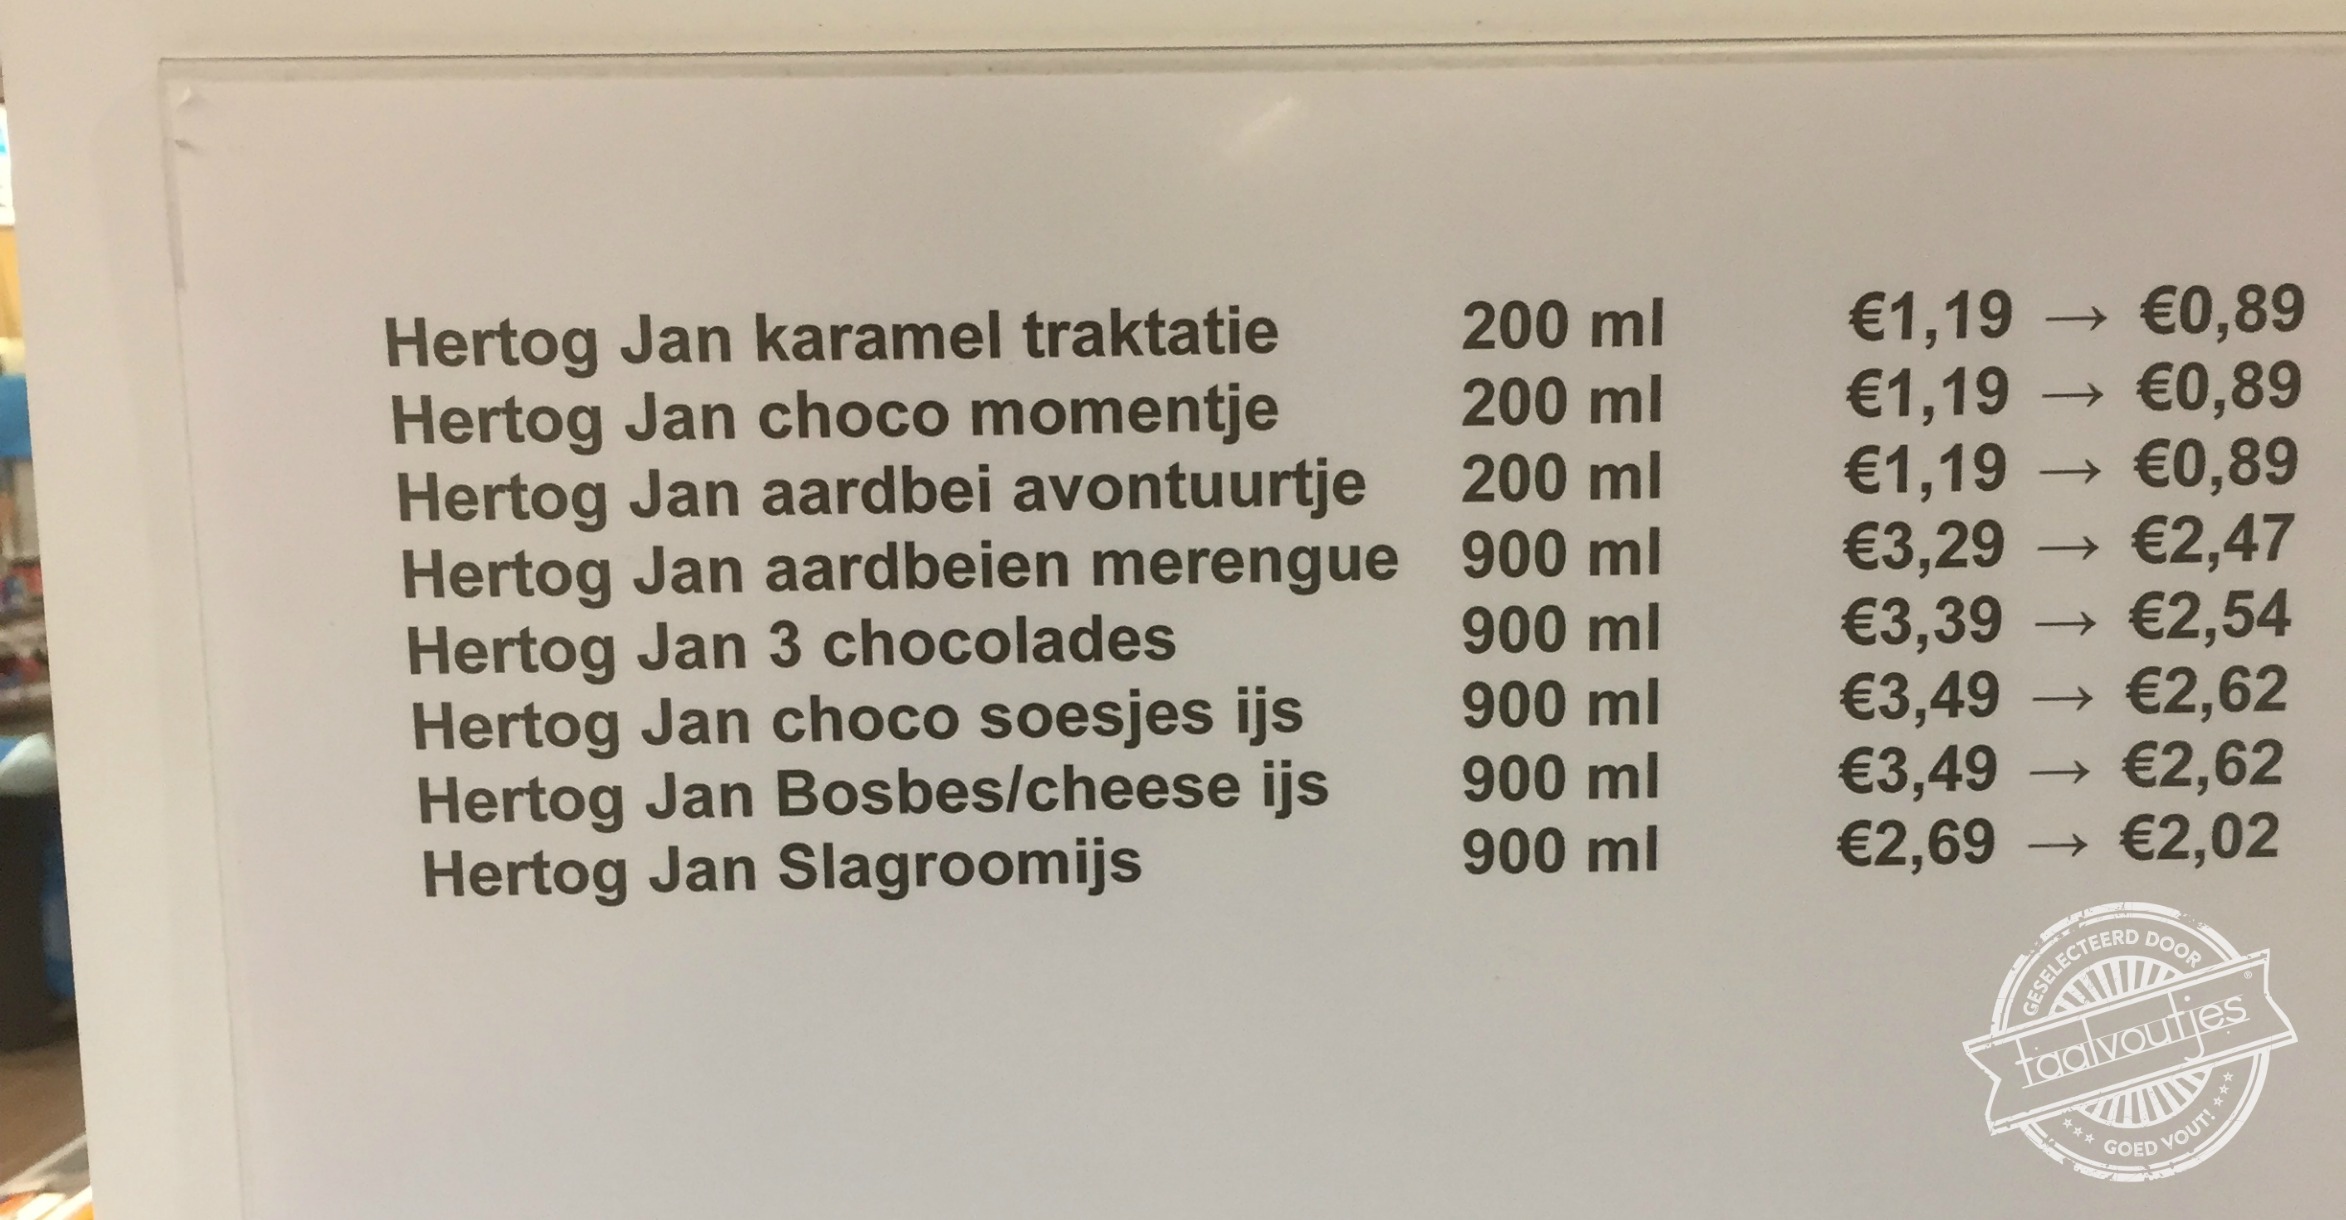 Hertog Jan karamel traktatie 200 ml €1,19 → €0,89
Hertog Jan choco momentje 200 ml €1,19 → €0,89
Hertog Jan aardbei avontuurtje 200 ml €1,19 → €0,89
Hertog Jan aardbeien merengue 900 ml €3,29 → €2,47
Hertog Jan 3 chocolades 900 ml €3,39 → €2,54
Hertog Jan choco soesjes ijs 900 ml €3,49 → €2,62
Hertog Jan Bosbes/cheese ijs 900 ml €3,49 → €2,62
Hertog Jan Slagroomijs 900 ml €2,69 → €2,02
GESELECTEERD DOOR
taalvoutjes®
GOED VOUT!